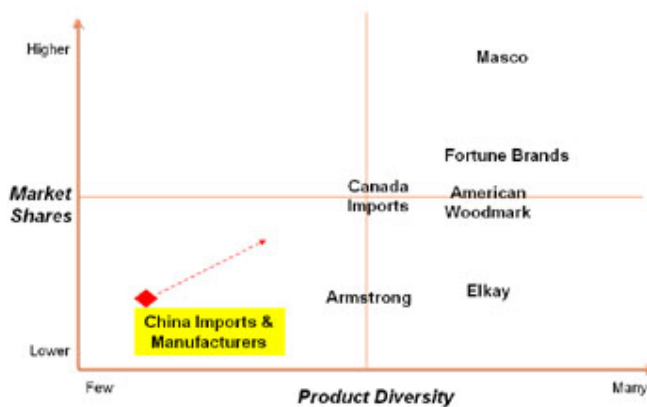 Higher
Masco
Fortune Brands
Market
Shares
Canada
Imports
American
Woodmark
Armstrong
Elkay
China Imports &
Manufacturers
Lower
Few
Product Diversity
Many